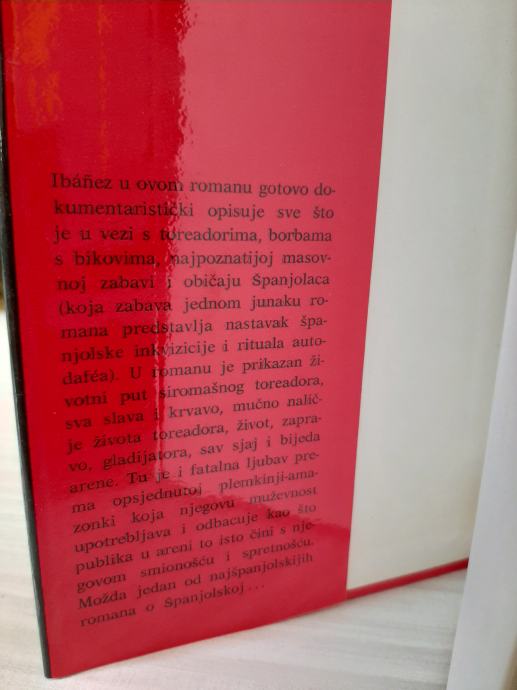 Ibáñez u ovom romanu gotovo do-
kumentaristički opisuje sve što
je u vezi s toreadorima, borbama
s bikovima, najpoznatijoj masov-
noj zabavi i običaju Španjolaca
(koja zabava jednom junaku ro-
mana predstavlja nastavak špa-
njolske inkvizicije i rituala auto-
daféa). U romanu je prikazan ži-
votni put siromašnog toreadora,
sva slava i krvavo, mučno nalič-
je života toreadora, život, zapra-
vo, gladijatora, sav sjaj i bijeda
arene. Tu je i fatalna ljubav pre-
ma opsjednutoj plemkinji-ama-
zonki koja njegovu muževnost
upotrebljava i odbacuje kao što
publika u areni to isto čini s nje-
govom smionošću i spretnošću.
Možda jedan od najšpanjolskijih
romana o Španjolskoj...